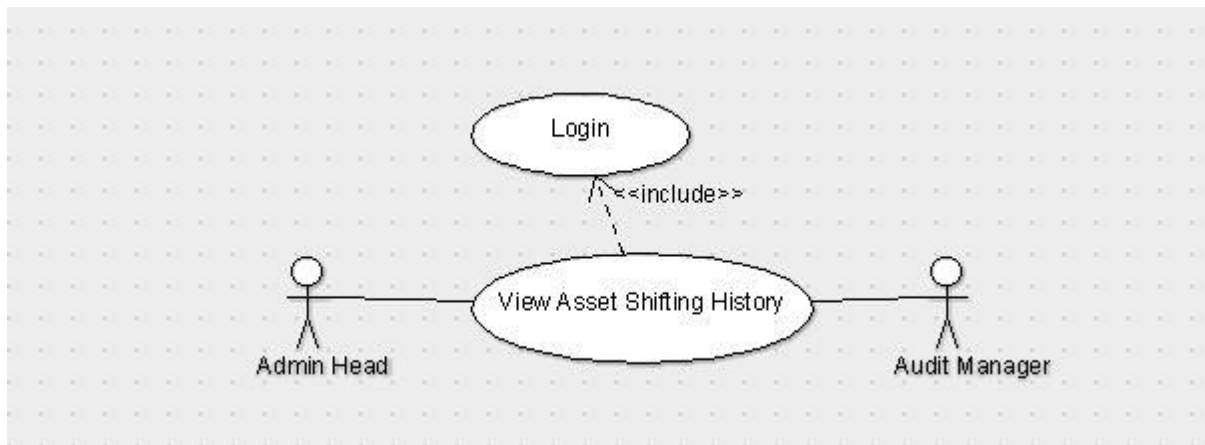 Login
<<include>>
View Asset Shifting History
Admin Head
Audit Manager